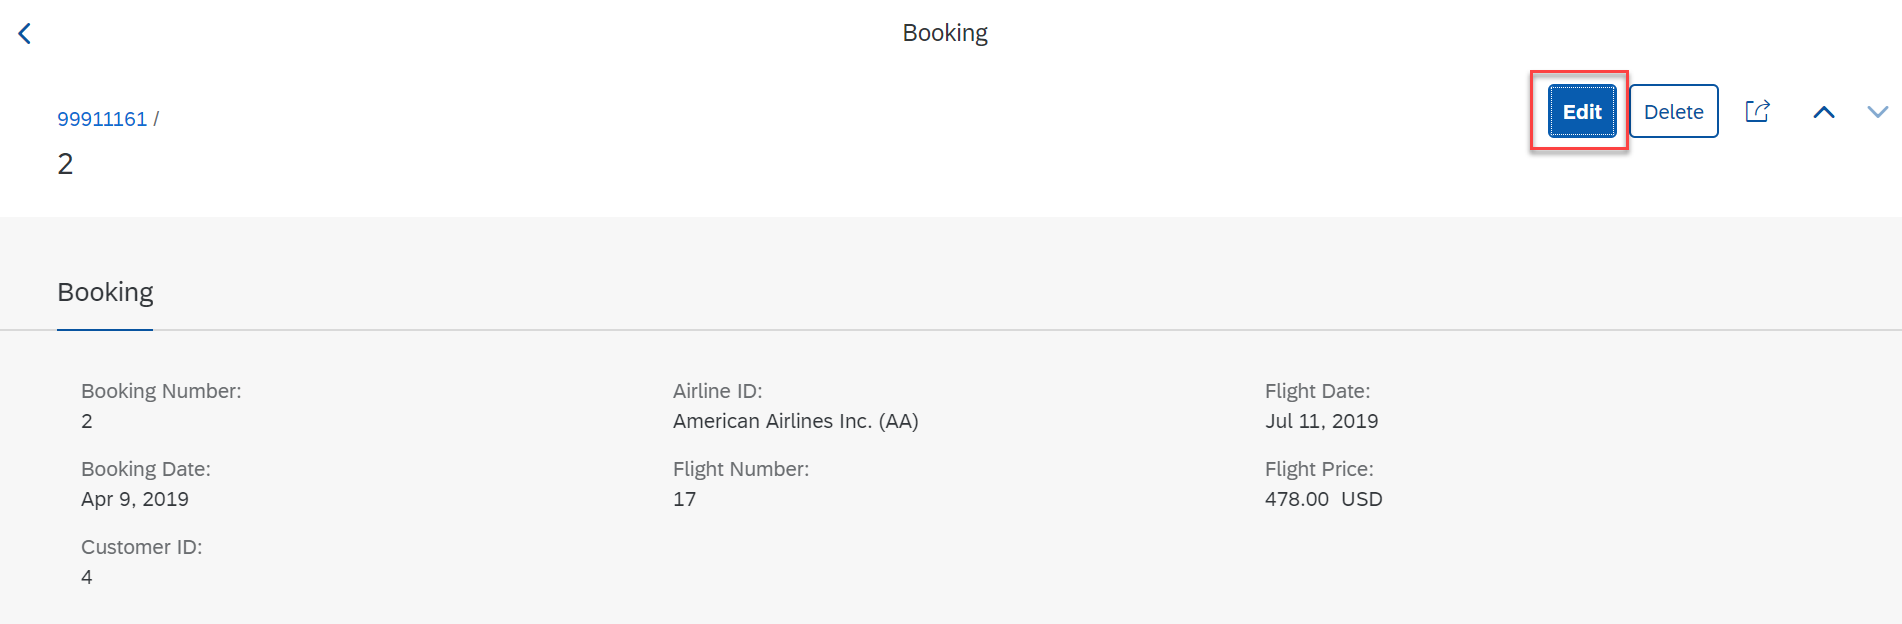 Booking
99911161 /
2
Edit
Delete
Booking
Booking Number:
2
Airline ID:
American Airlines Inc. (AA)
Flight Date:
Jul 11, 2019
Booking Date:
Apr 9, 2019
Flight Number:
17
Flight Price:
478.00 USD
Customer ID:
4